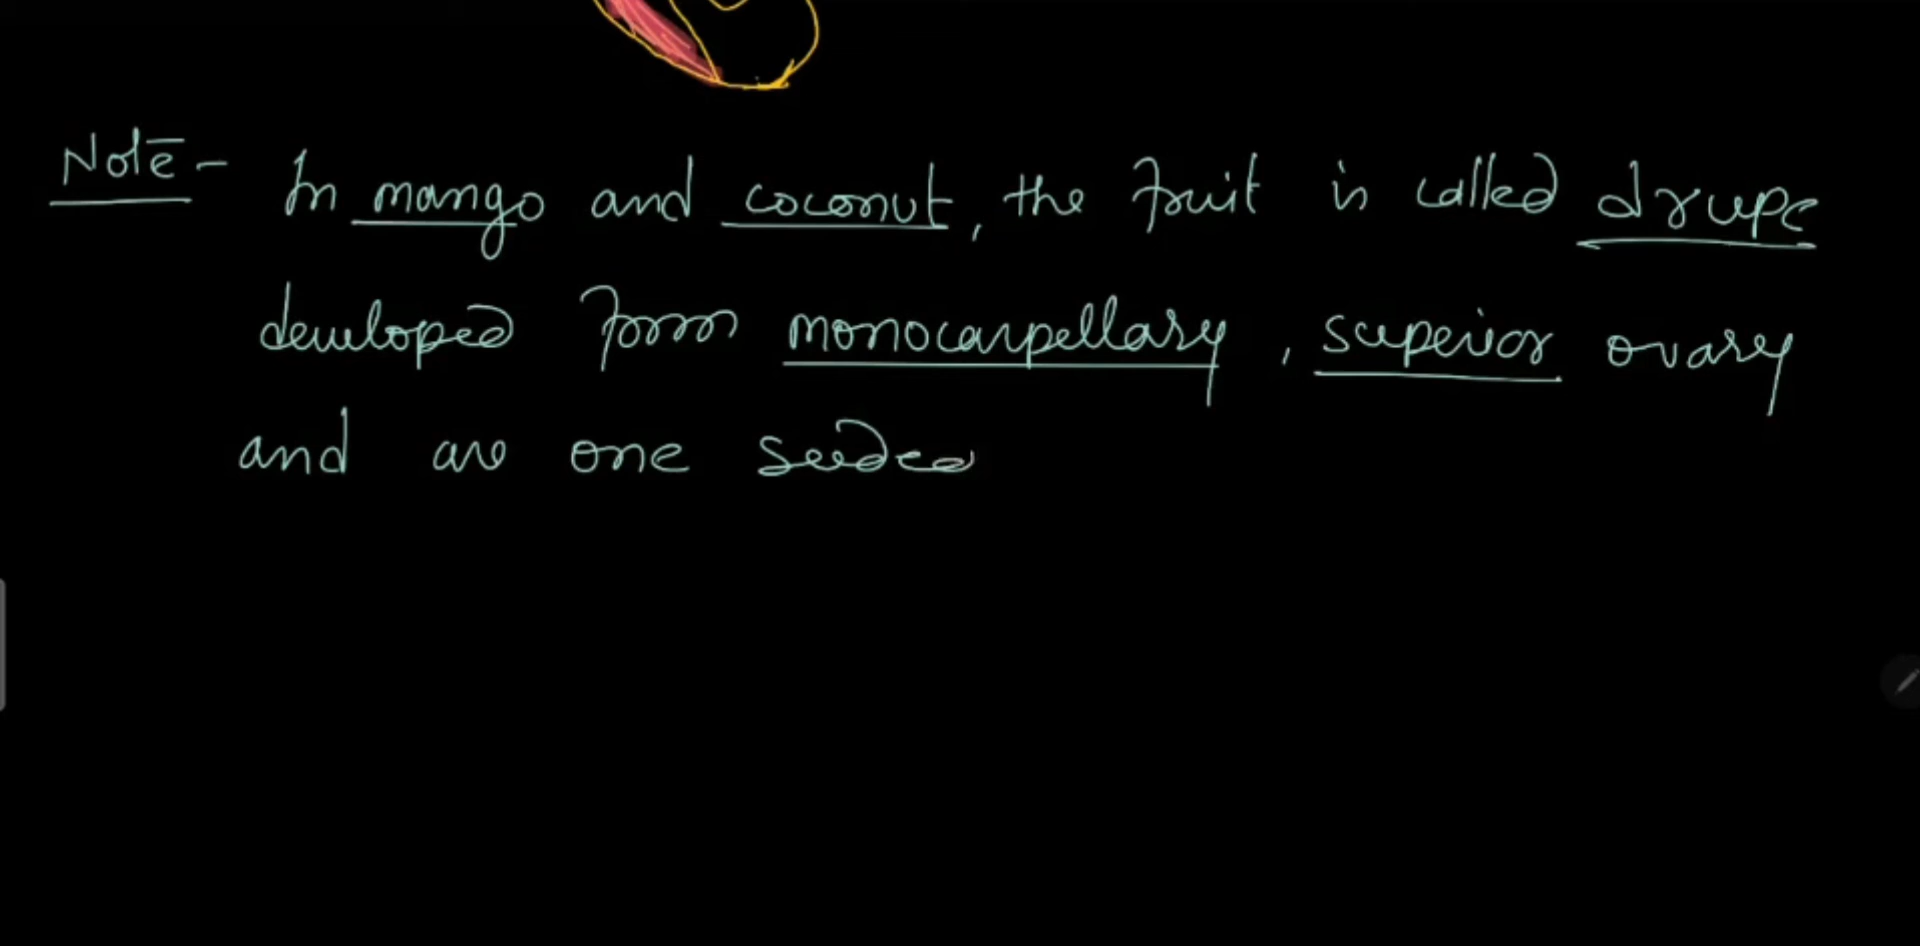 Note - In mango and coconut, the fruit is called drupe
developed from monocarpellary, superior ovary
and are one seeded